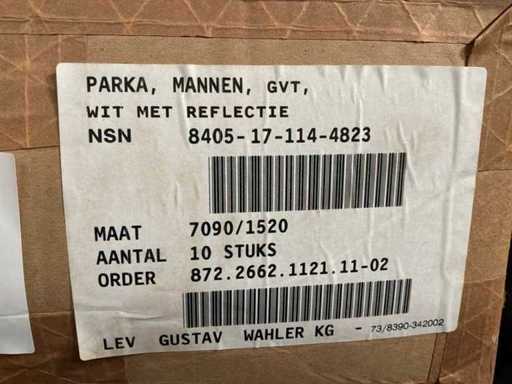 PARKA, MANNEN, GVT,
WIT MET REFLECTIE
NSN 8405-17-114-4823
MAAT 7090/1520
AANTAL 10 STUKS
ORDER 872.2662.1121.11-02
LEV GUSTAV WAHLER KG - 73/8390-342002